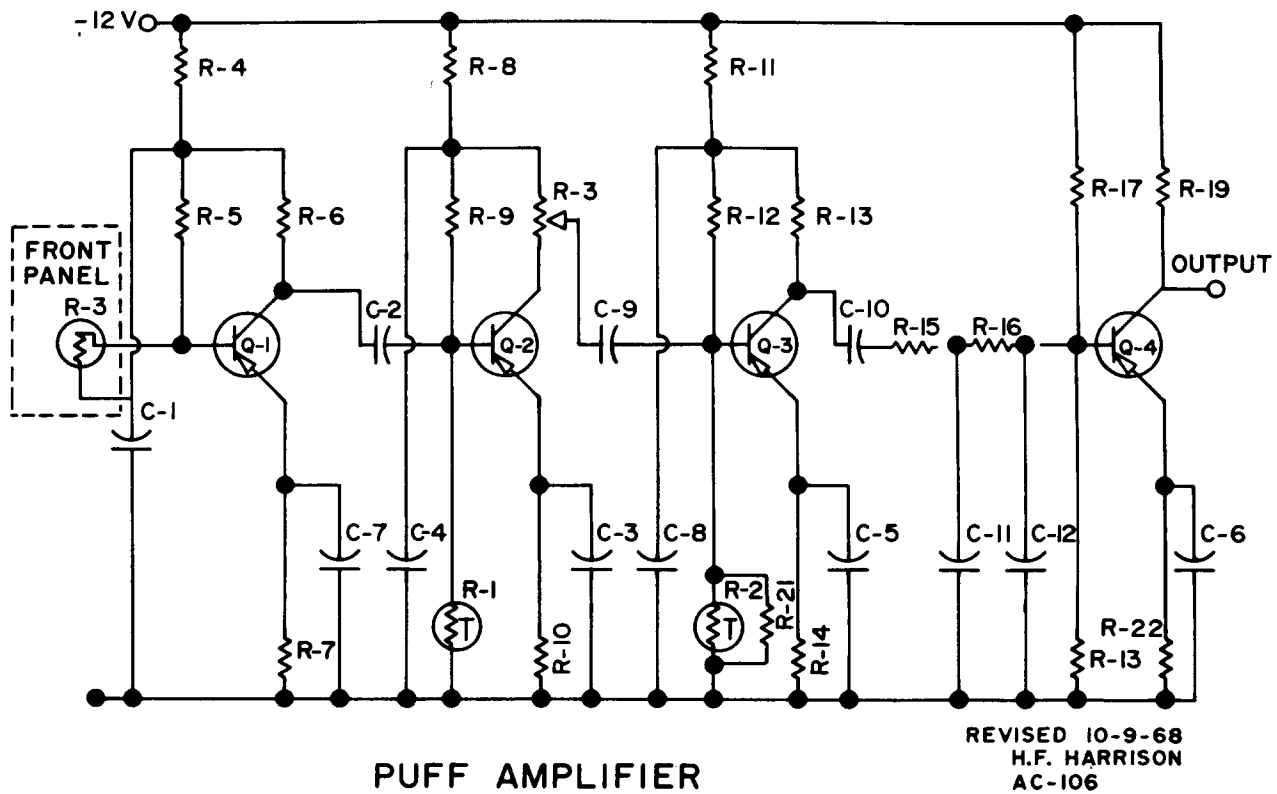 -12 V
R-4
R-8
R-11
R-5
R-6
R-9
R-3
R-12
R-13
R-17
R-19
FRONT
PANEL
R-3
OUTPUT
C-2
C-9
C-10
R-15
R-16
Q-1
Q-2
Q-3
Q-4
C-1
C-7
C-4
C-3
C-8
C-5
C-11
C-12
C-6
R-1
T
R-2
T
R-21
R-7
R-10
R-14
R-22
R-13
REVISED 10-9-68
H.F. HARRISON
AC-106
PUFF AMPLIFIER